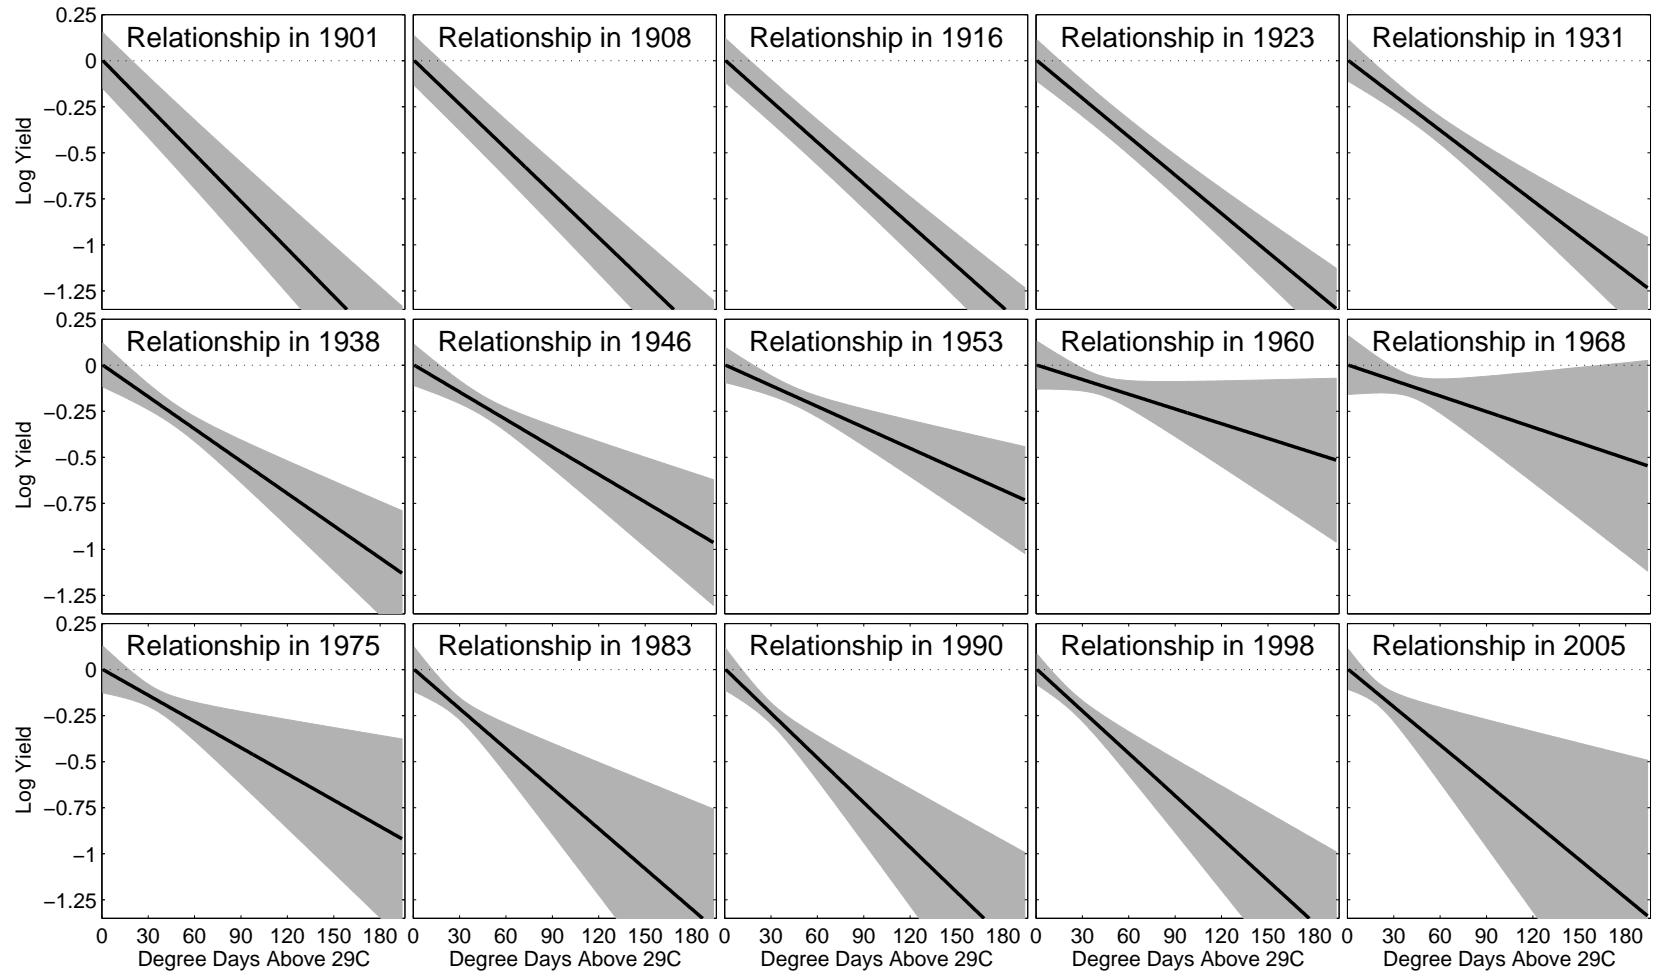 Relationship in 1901 Relationship in 1908 Relationship in 1916 Relationship in 1923 Relationship in 1931
0.25
0
−0.25
−0.5
−0.75
−1
−1.25
Log Yield
Relationship in 1938 Relationship in 1946 Relationship in 1953 Relationship in 1960 Relationship in 1968
0.25
0
−0.25
−0.5
−0.75
−1
−1.25
Log Yield
Relationship in 1975 Relationship in 1983 Relationship in 1990 Relationship in 1998 Relationship in 2005
0.25
0
−0.25
−0.5
−0.75
−1
−1.25
Log Yield
0 30 60 90 120 150 180 0 30 60 90 120 150 180 0 30 60 90 120 150 180 0 30 60 90 120 150 180 0 30 60 90 120 150 180
Degree Days Above 29C Degree Days Above 29C Degree Days Above 29C Degree Days Above 29C Degree Days Above 29C